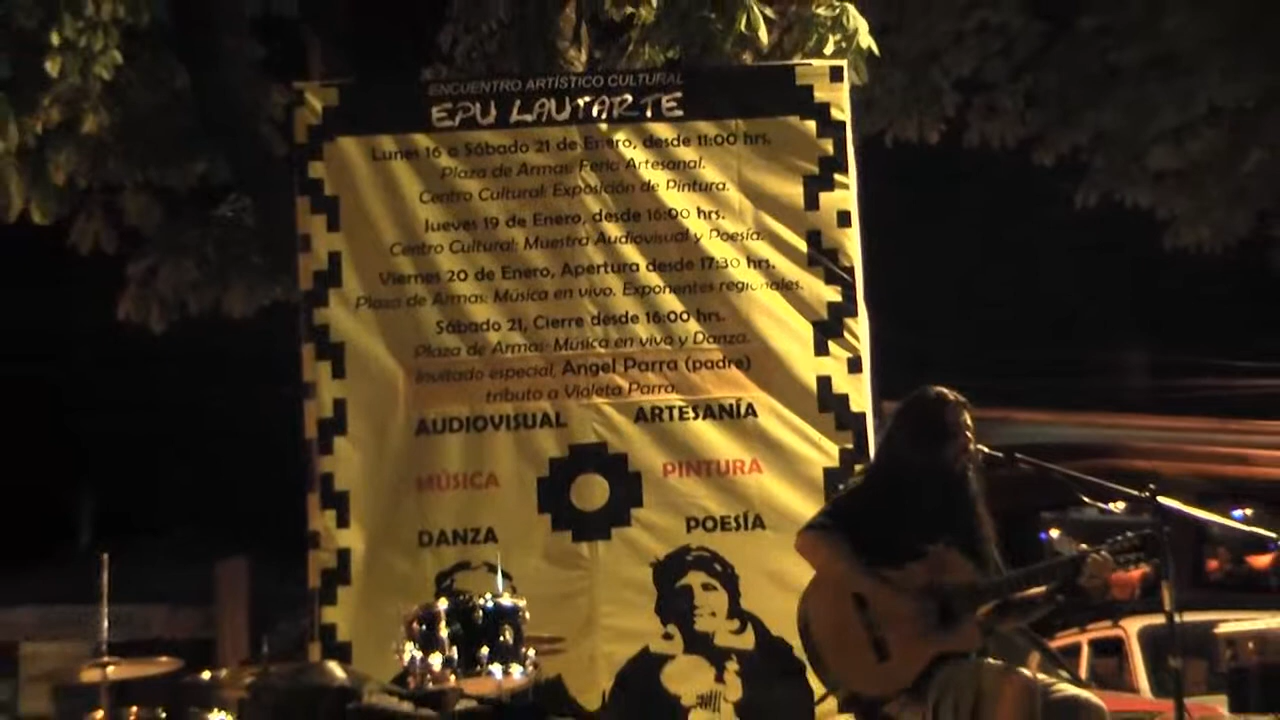 ENCUENTRO ARTÍSTICO CULTURAL
EPU LAUTARTE
Lunes 16 a Sábado 21 de Enero, desde 11:00 hrs.
Plaza de Armas: Feria Artesanal.
Centro Cultural: Exposición de Pintura.
Jueves 19 de Enero, desde 16:00 hrs.
Centro Cultural: Muestra Audiovisual y Poesía.
Viernes 20 de Enero, Apertura desde 17:30 hrs.
Plaza de Armas: Música en vivo. Exponentes regionales.
Sábado 21, Cierre desde 16:00 hrs.
Plaza de Armas: Música en vivo y Danza.
Invitado especial, Angel Parra (padre)
tributo a Violeta Parra.
AUDIOVISUAL ARTESANÍA
MÚSICA PINTURA
DANZA POESÍA